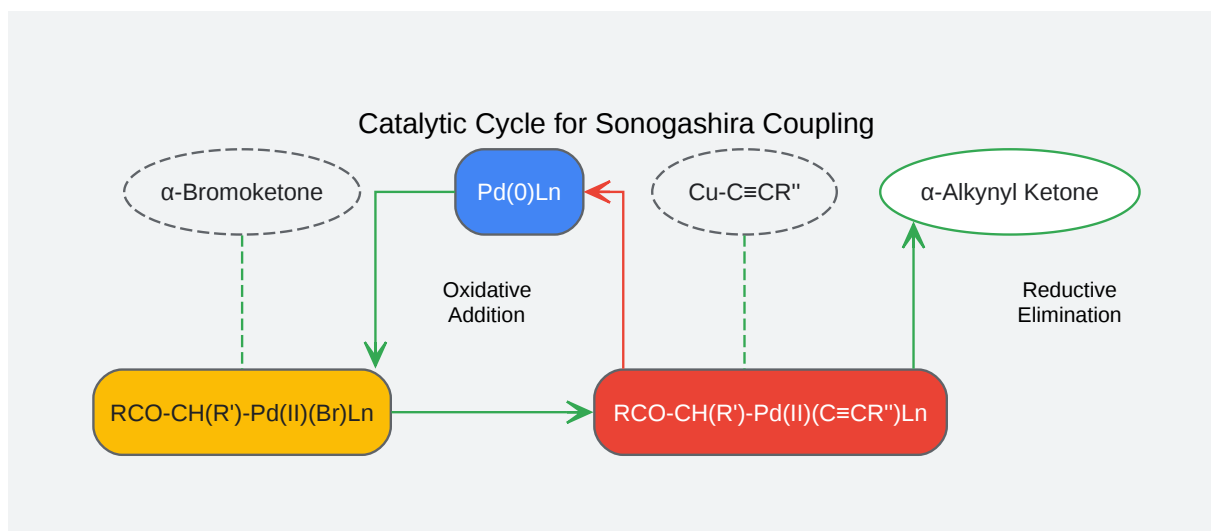 Catalytic Cycle for Sonogashira Coupling
α-Bromoketone
Pd(0)Ln
Cu-C≡CR"
α-Alkynyl Ketone
Oxidative
Addition
Reductive
Elimination
RCO-CH(R')-Pd(II)(Br)Ln
RCO-CH(R')-Pd(II)(C≡CR")Ln